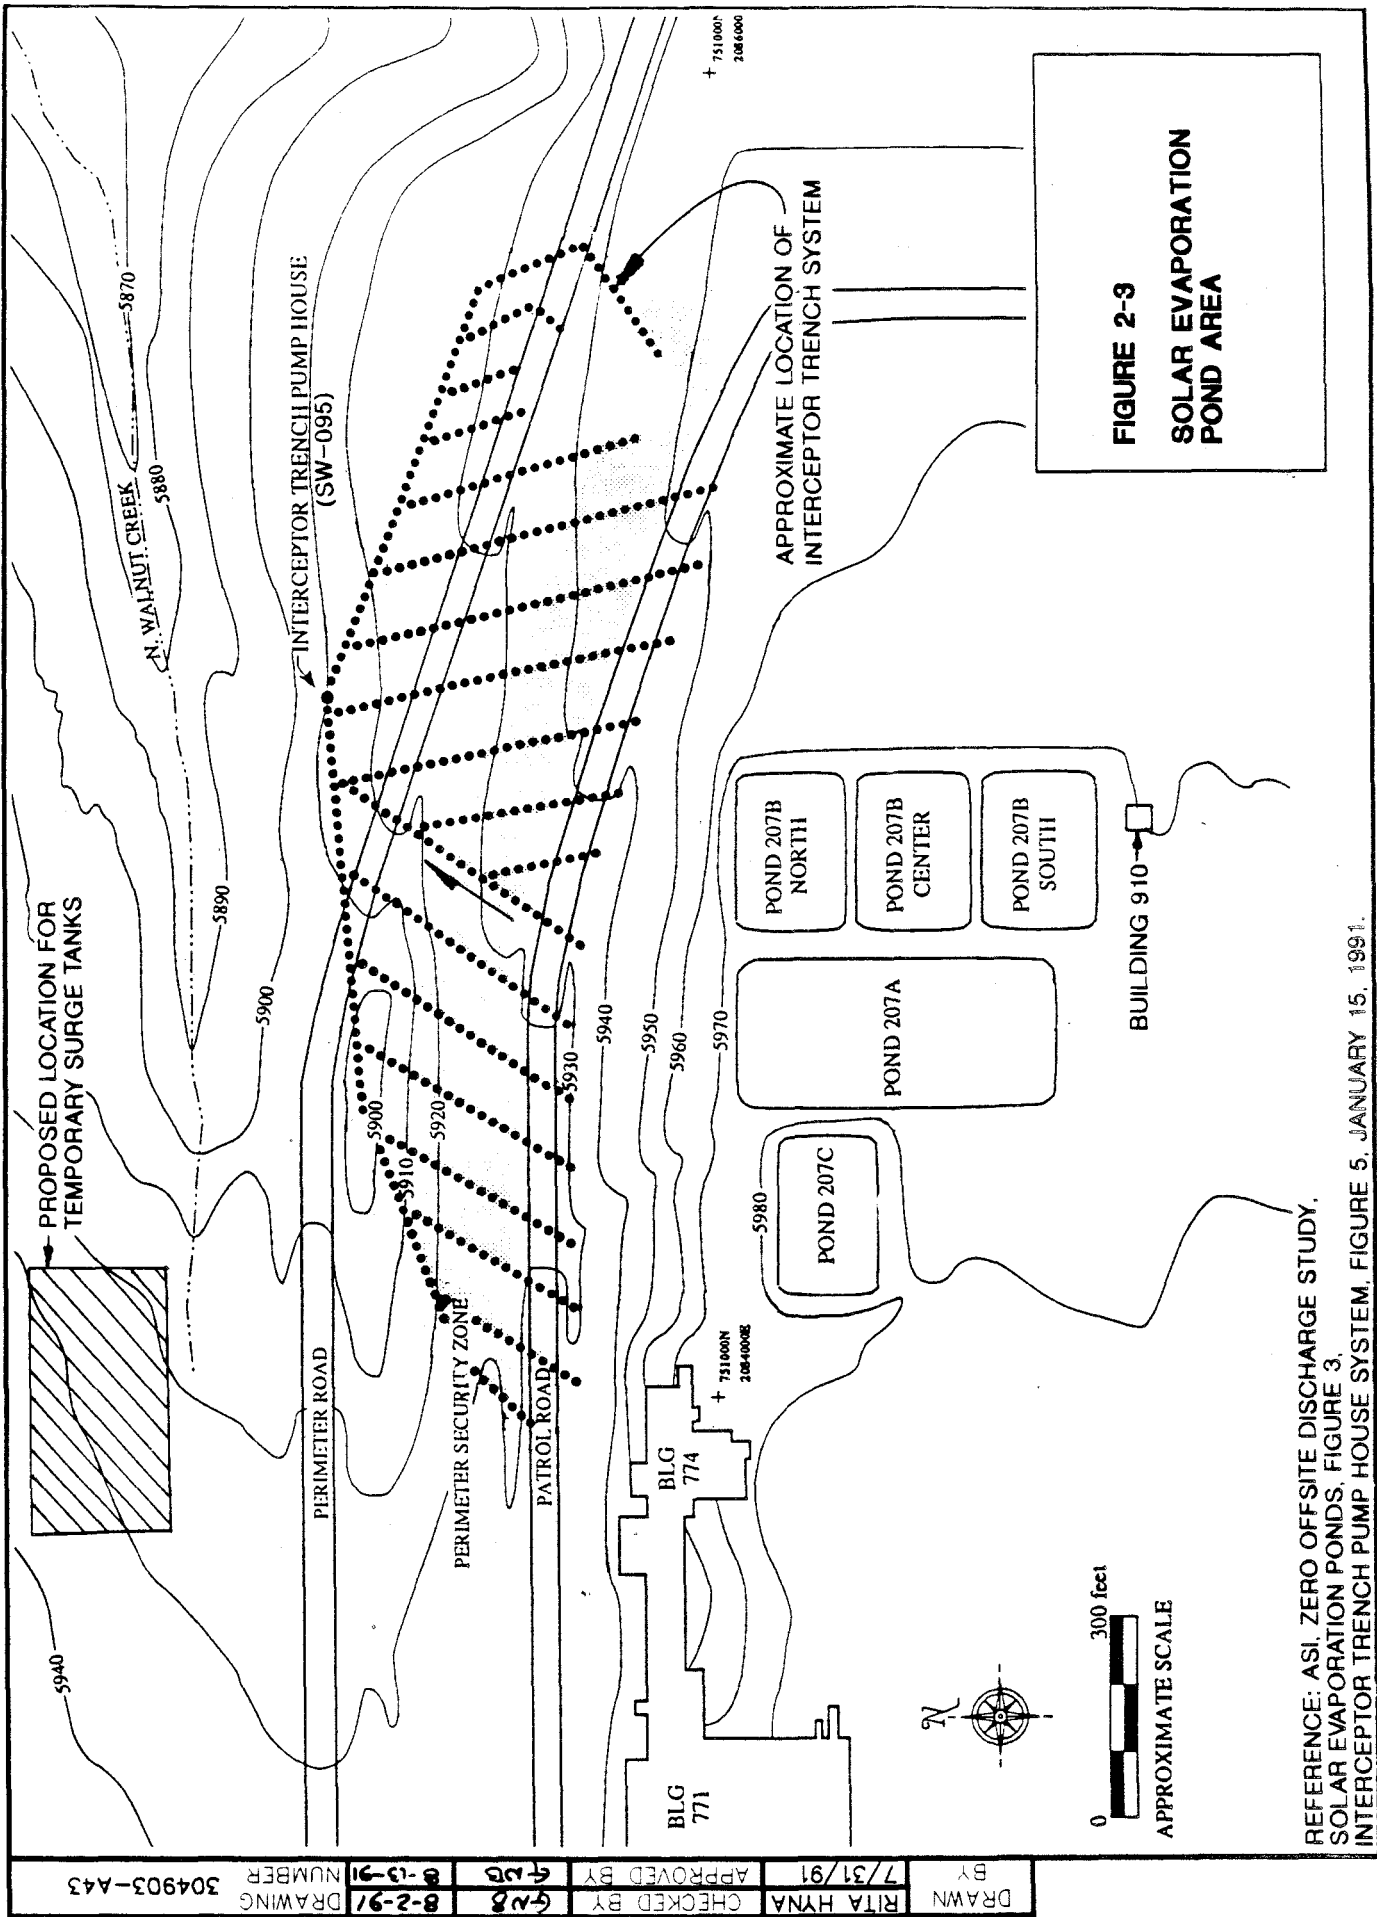 PROPOSED LOCATION FOR
TEMPORARY SURGE TANKS
N. WALNUT CREEK
5870
5880
5890
5900
5940
INTERCEPTOR TRENCH PUMP HOUSE
(SW-095)
751000N
2086000
PERIMETER ROAD
5900
5910
5920
PERIMETER SECURITY ZONE
PATROL ROAD
5930
5940
5950
5960
5970
5980
APPROXIMATE LOCATION OF
INTERCEPTOR TRENCH SYSTEM
751000N
2084000E
BLG
774
BLG
771
POND 207C
POND 207A
POND 207B
NORTH
POND 207B
CENTER
POND 207B
SOUTH
BUILDING 910
N
0
300 feet
APPROXIMATE SCALE
FIGURE 2-3
SOLAR EVAPORATION
POND AREA
REFERENCE: ASI, ZERO OFFSITE DISCHARGE STUDY,
SOLAR EVAPORATION PONDS, FIGURE 3,
INTERCEPTOR TRENCH PUMP HOUSE SYSTEM, FIGURE 5, JANUARY 15, 1991.
DRAWN
BY
RITA HYNA
7/31/91
CHECKED BY
APPROVED BY
GNB
GNB
8-2-91
8-13-91
DRAWING
NUMBER
304903-A43